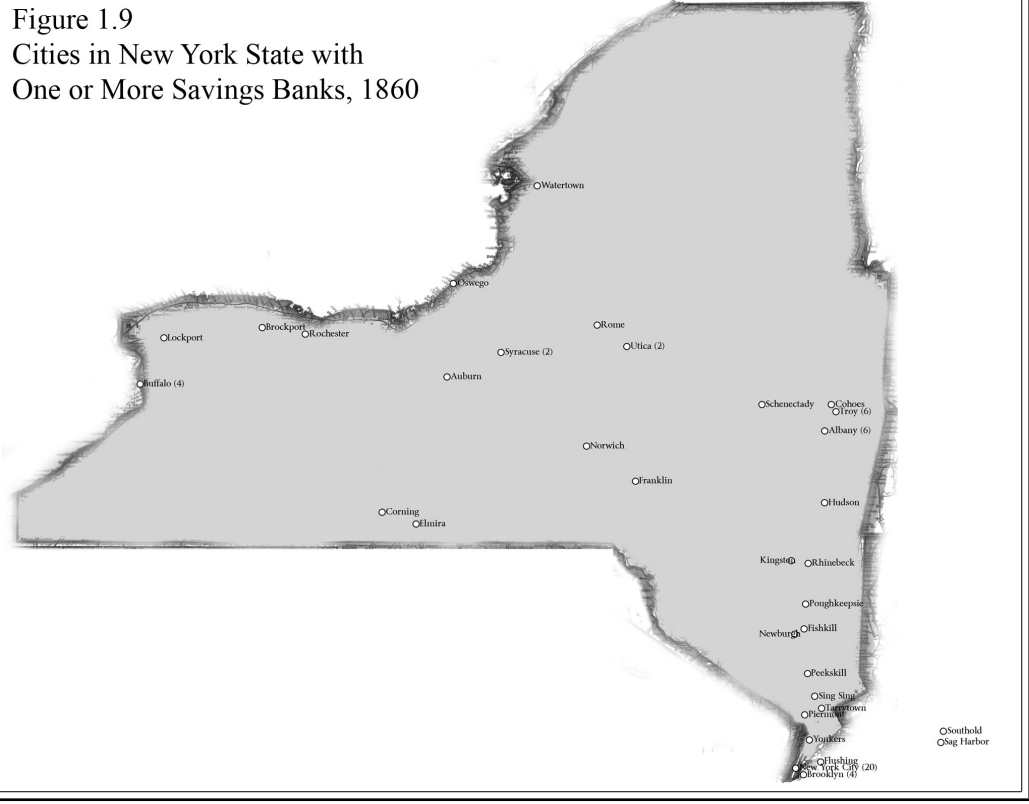 Figure 1.9
Cities in New York State with
One or More Savings Banks, 1860
Watertown
Oswego
Rome
Brockport
Rochester
Lockport
Utica (2)
Syracuse (2)
Auburn
Buffalo (4)
Schenectady
Cohoes
Troy (6)
Albany (6)
Norwich
Franklin
Hudson
Corning
Elmira
Kingston
Rhinebeck
Poughkeepsie
Fishkill
Newburgh
Peekskill
Sing Sing
Tarrytown
Piermont
Southold
Yonkers
Sag Harbor
Flushing
New York City (20)
Brooklyn (4)